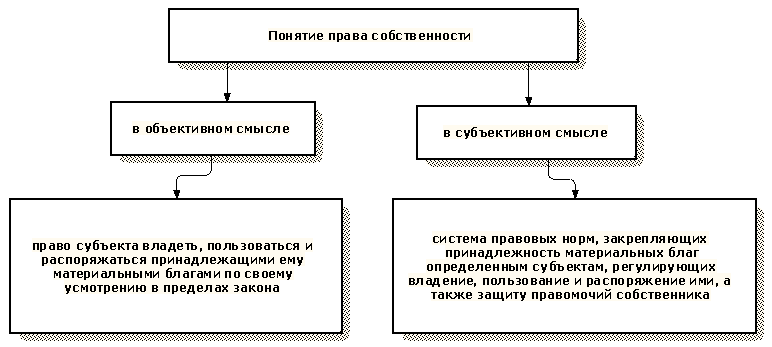 Понятие права собственности
в объективном смысле
в субъективном смысле
право субъекта владеть, пользоваться и
распоряжаться принадлежащими ему
материальными благами по своему
усмотрению в пределах закона
система правовых норм, закрепляющих
принадлежность материальных благ
определенным субъектам, регулирующих
владение, пользование и распоряжение ими, а
также защиту правомочий собственника